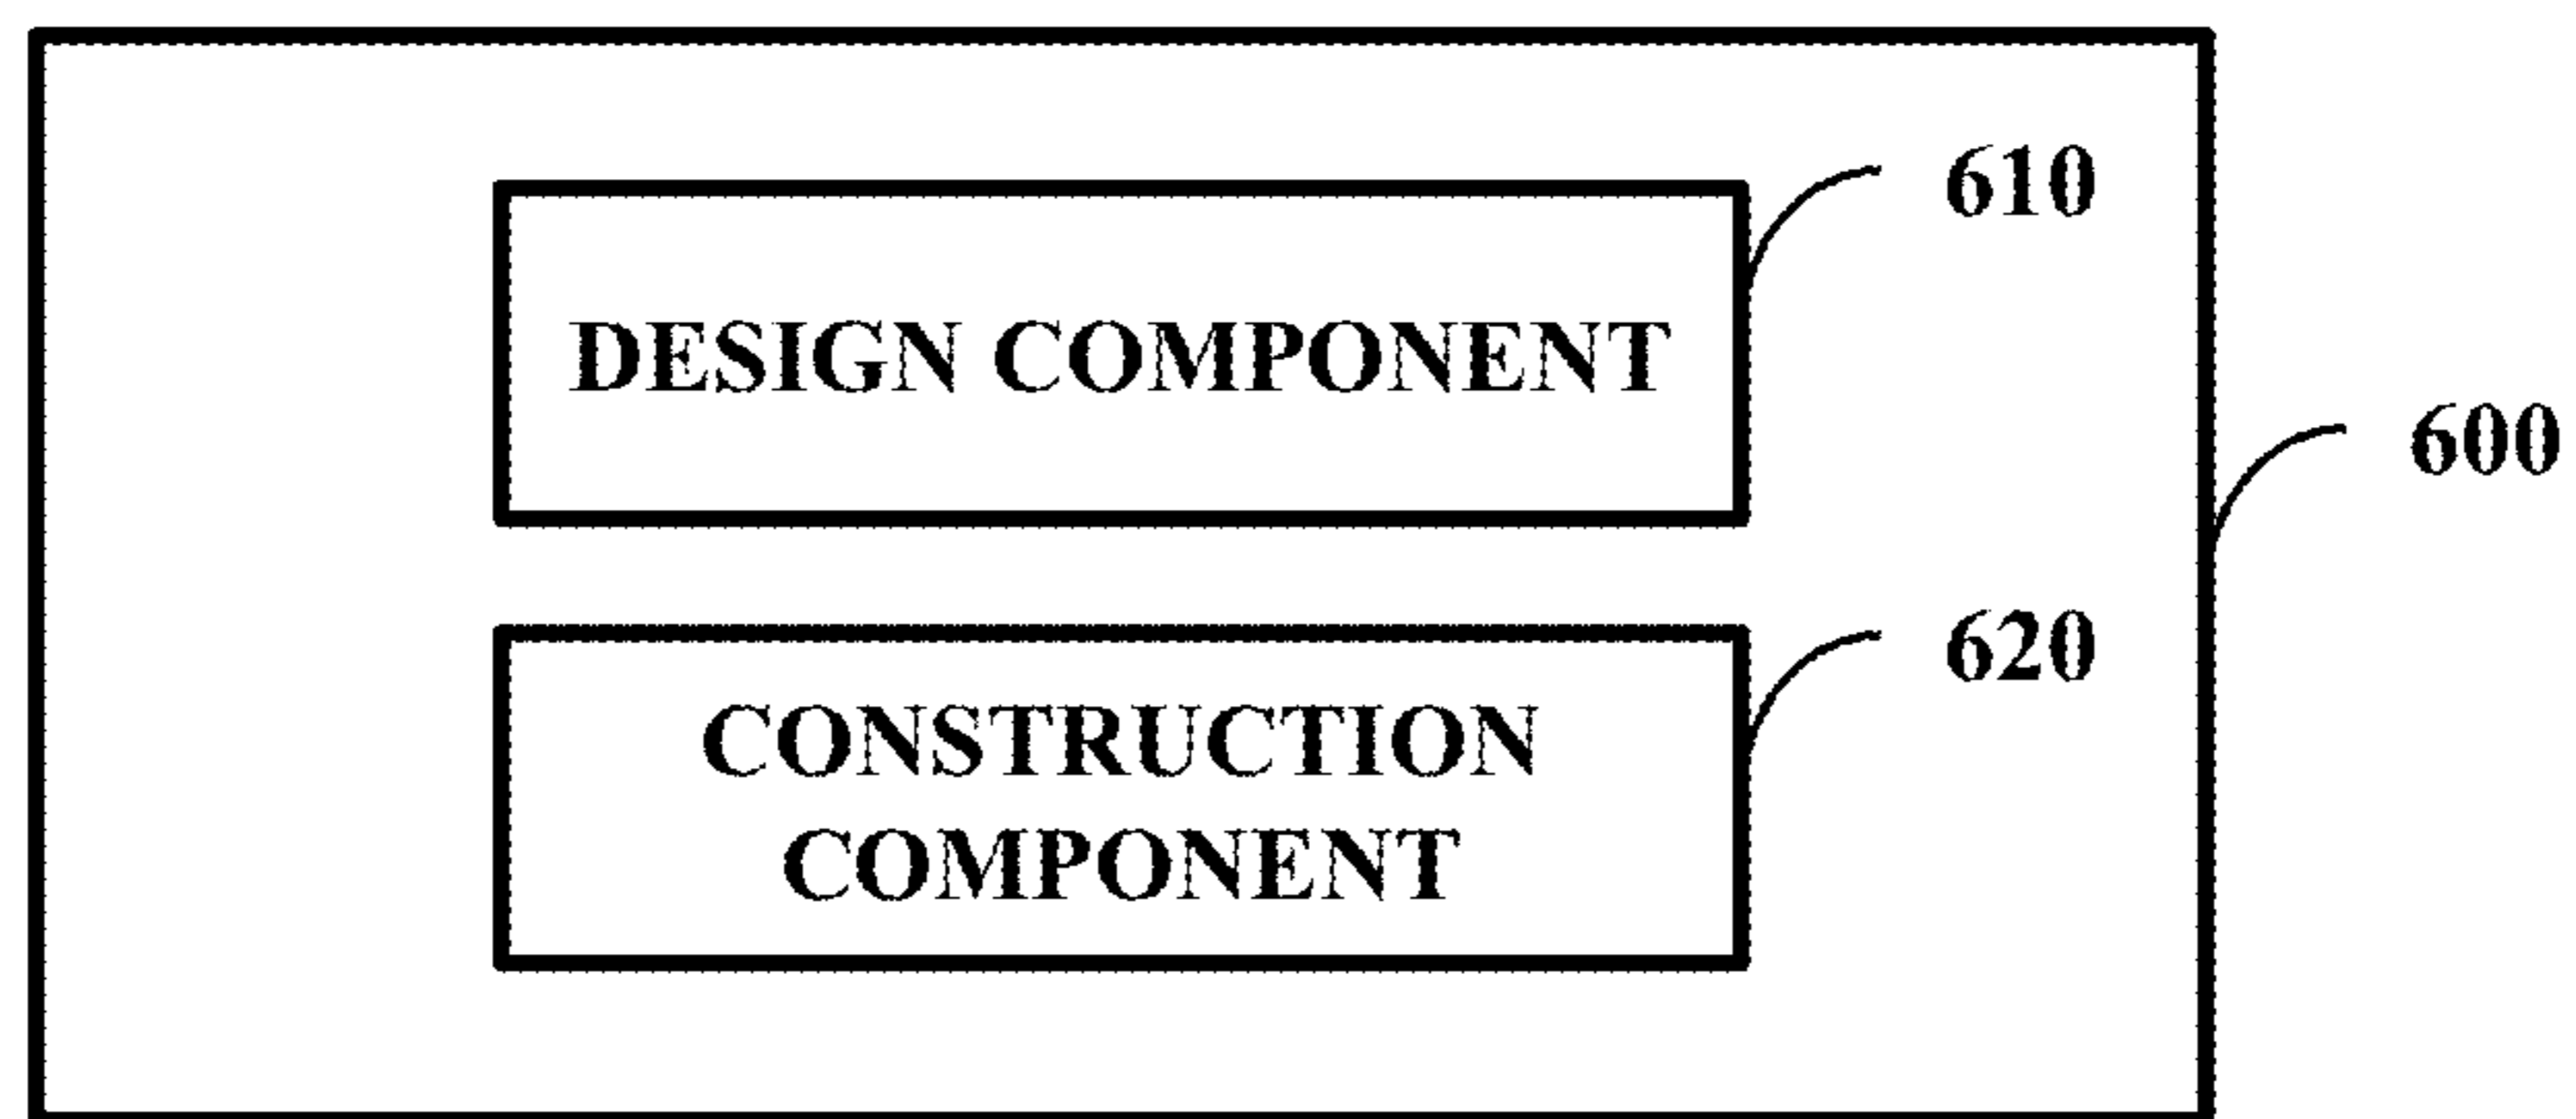 610
DESIGN COMPONENT
600
620
CONSTRUCTION
COMPONENT